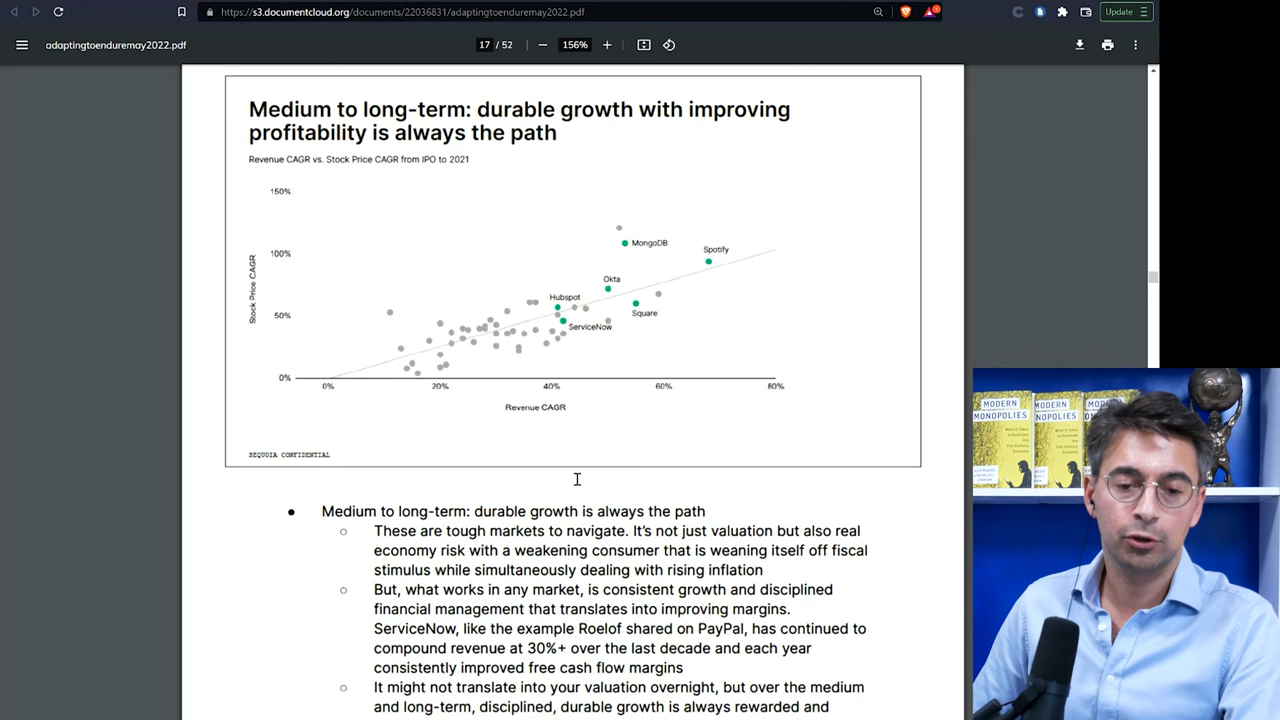 https://s3.documentcloud.org/documents/22036831/adaptingtoenduremay2022.pdf
Update
adaptingtoenduremay2022.pdf
17 / 52
156%
Medium to long-term: durable growth with improving
profitability is always the path
Revenue CAGR vs. Stock Price CAGR from IPO to 2021
150%
100%
50%
0%
Stock Price CAGR
MongoDB
Spotify
Okta
Hubspot
Square
ServiceNow
0%
20%
40%
60%
80%
Revenue CAGR
SEQUOIA CONFIDENTIAL
• Medium to long-term: durable growth is always the path
○ These are tough markets to navigate. It's not just valuation but also real
economy risk with a weakening consumer that is weaning itself off fiscal
stimulus while simultaneously dealing with rising inflation
○ But, what works in any market, is consistent growth and disciplined
financial management that translates into improving margins.
ServiceNow, like the example Roelof shared on PayPal, has continued to
compound revenue at 30%+ over the last decade and each year
consistently improved free cash flow margins
○ It might not translate into your valuation overnight, but over the medium
and long-term, disciplined, durable growth is always rewarded and
MODERN
MONOPOLIES
MODERN
MONOPOLIES